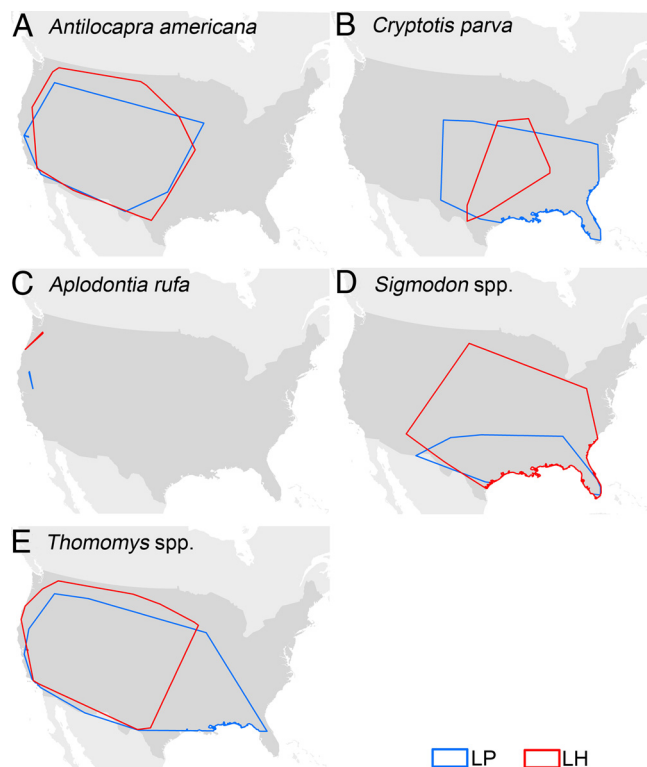 A Antilocapra americana
B Cryptotis parva
C Aplodontia rufa
D Sigmodon spp.
E Thomomys spp.
LP LH